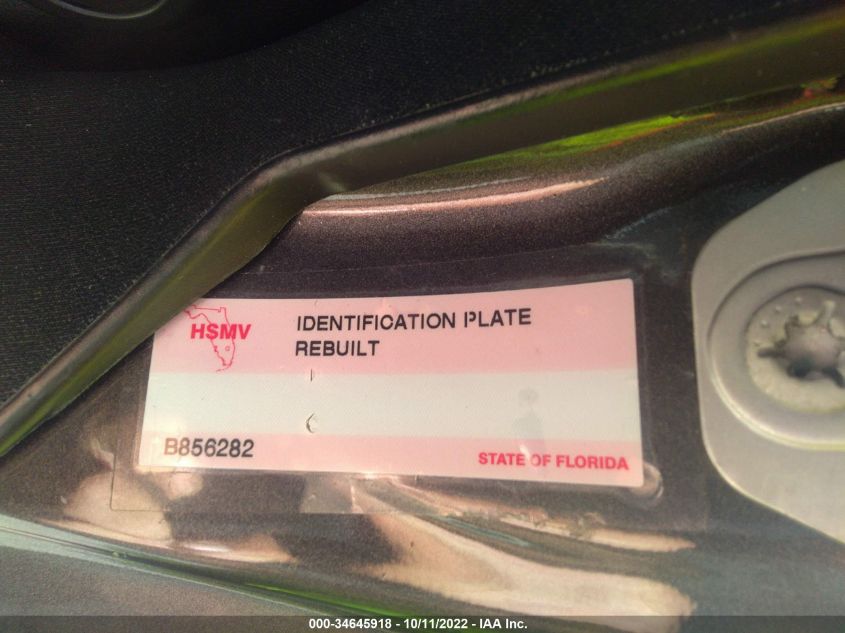 HSMV
IDENTIFICATION PLATE
REBUILT
B856282
STATE OF FLORIDA
000-34645918 - 10/11/2022 - IAA Inc.